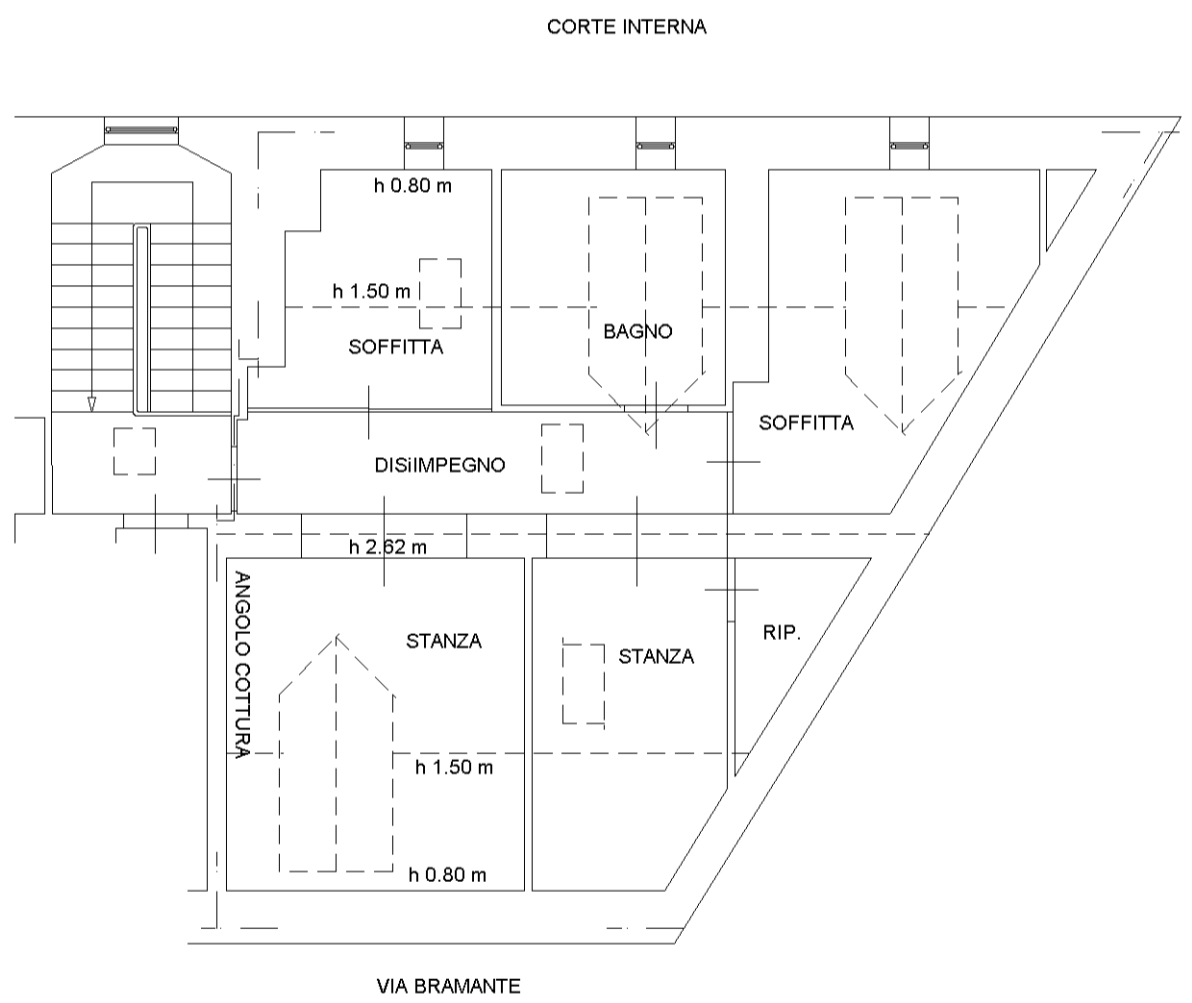 CORTE INTERNA
h 0.80 m
h 1.50 m
BAGNO
SOFFITTA
SOFFITTA
DISiIMPEGNO
h 2.62 m
ANGOLO COTTURA
STANZA
STANZA
RIP.
h 1.50 m
h 0.80 m
VIA BRAMANTE